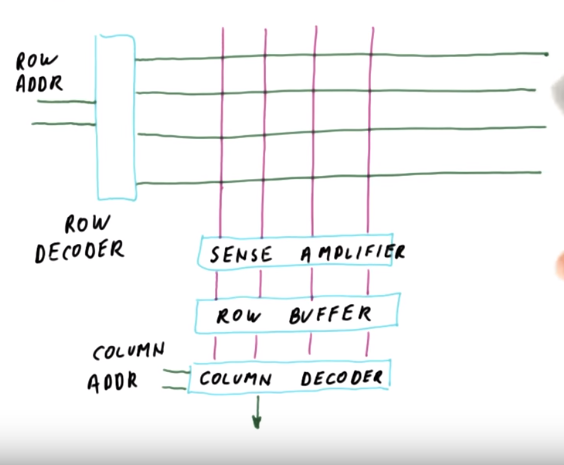 ROW
ADDR
ROW
DECODER
SENSE AMPLIFIER
ROW BUFFER
COLUMN
ADDR
COLUMN DECODER